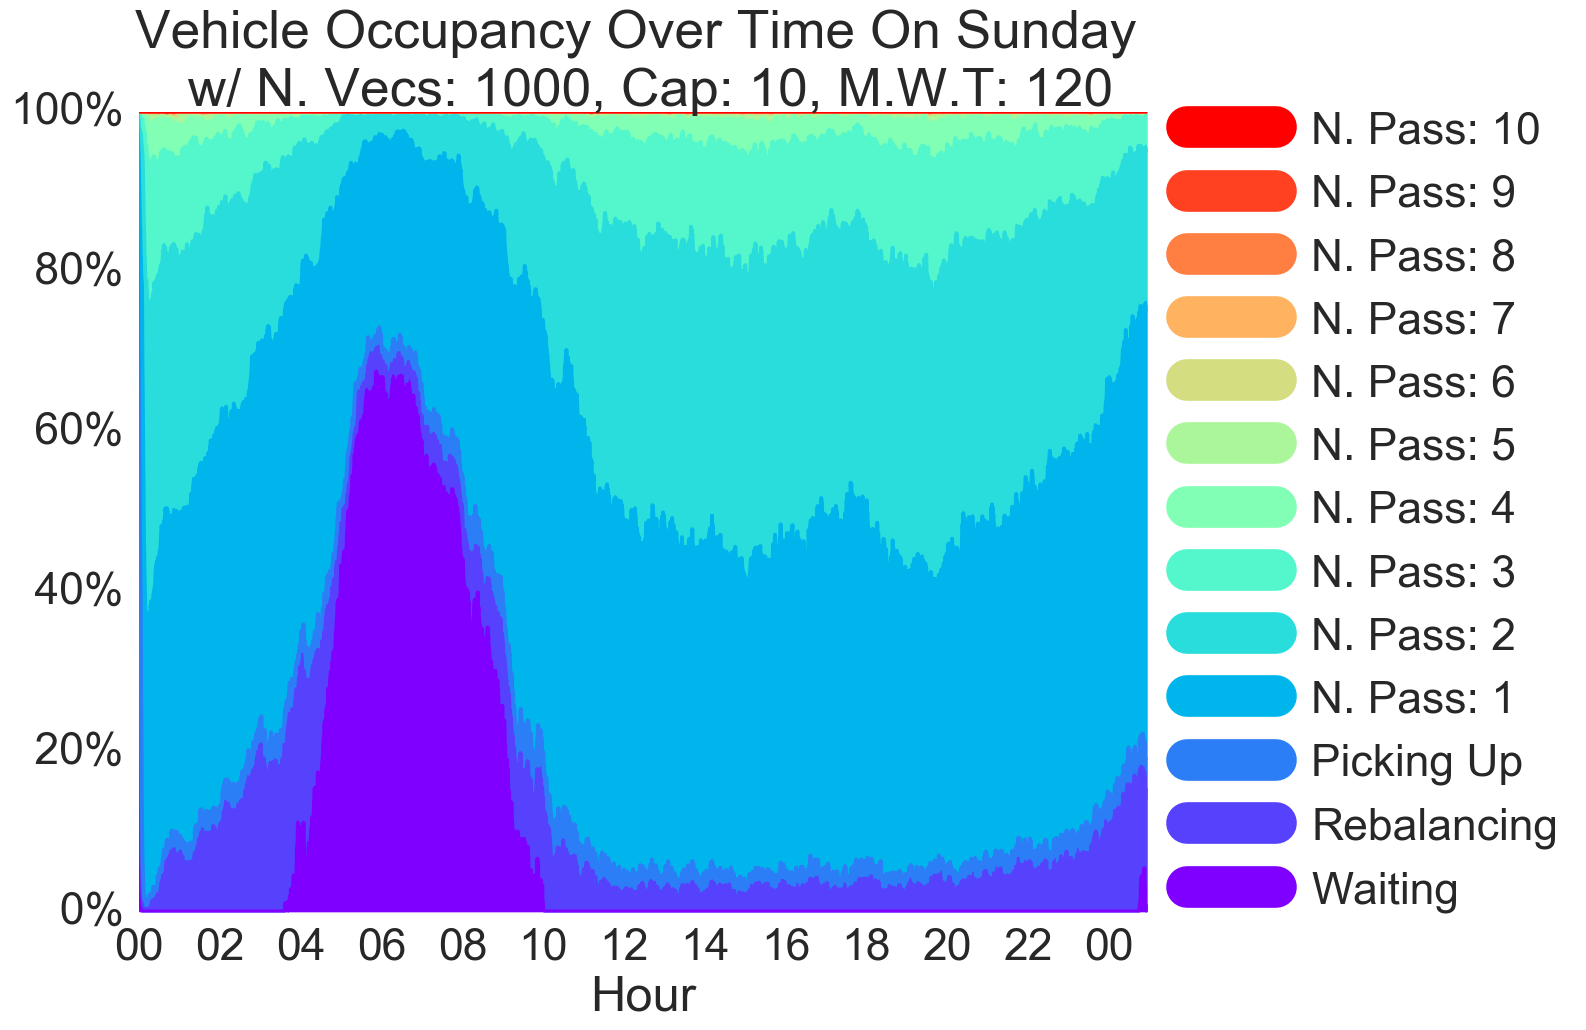 Vehicle Occupancy Over Time On Sunday
w/ N. Vecs: 1000, Cap: 10, M.W.T: 120
100%
80%
60%
40%
20%
0%
00 02 04 06 08 10 12 14 16 18 20 22 00
Hour
N. Pass: 10
N. Pass: 9
N. Pass: 8
N. Pass: 7
N. Pass: 6
N. Pass: 5
N. Pass: 4
N. Pass: 3
N. Pass: 2
N. Pass: 1
Picking Up
Rebalancing
Waiting